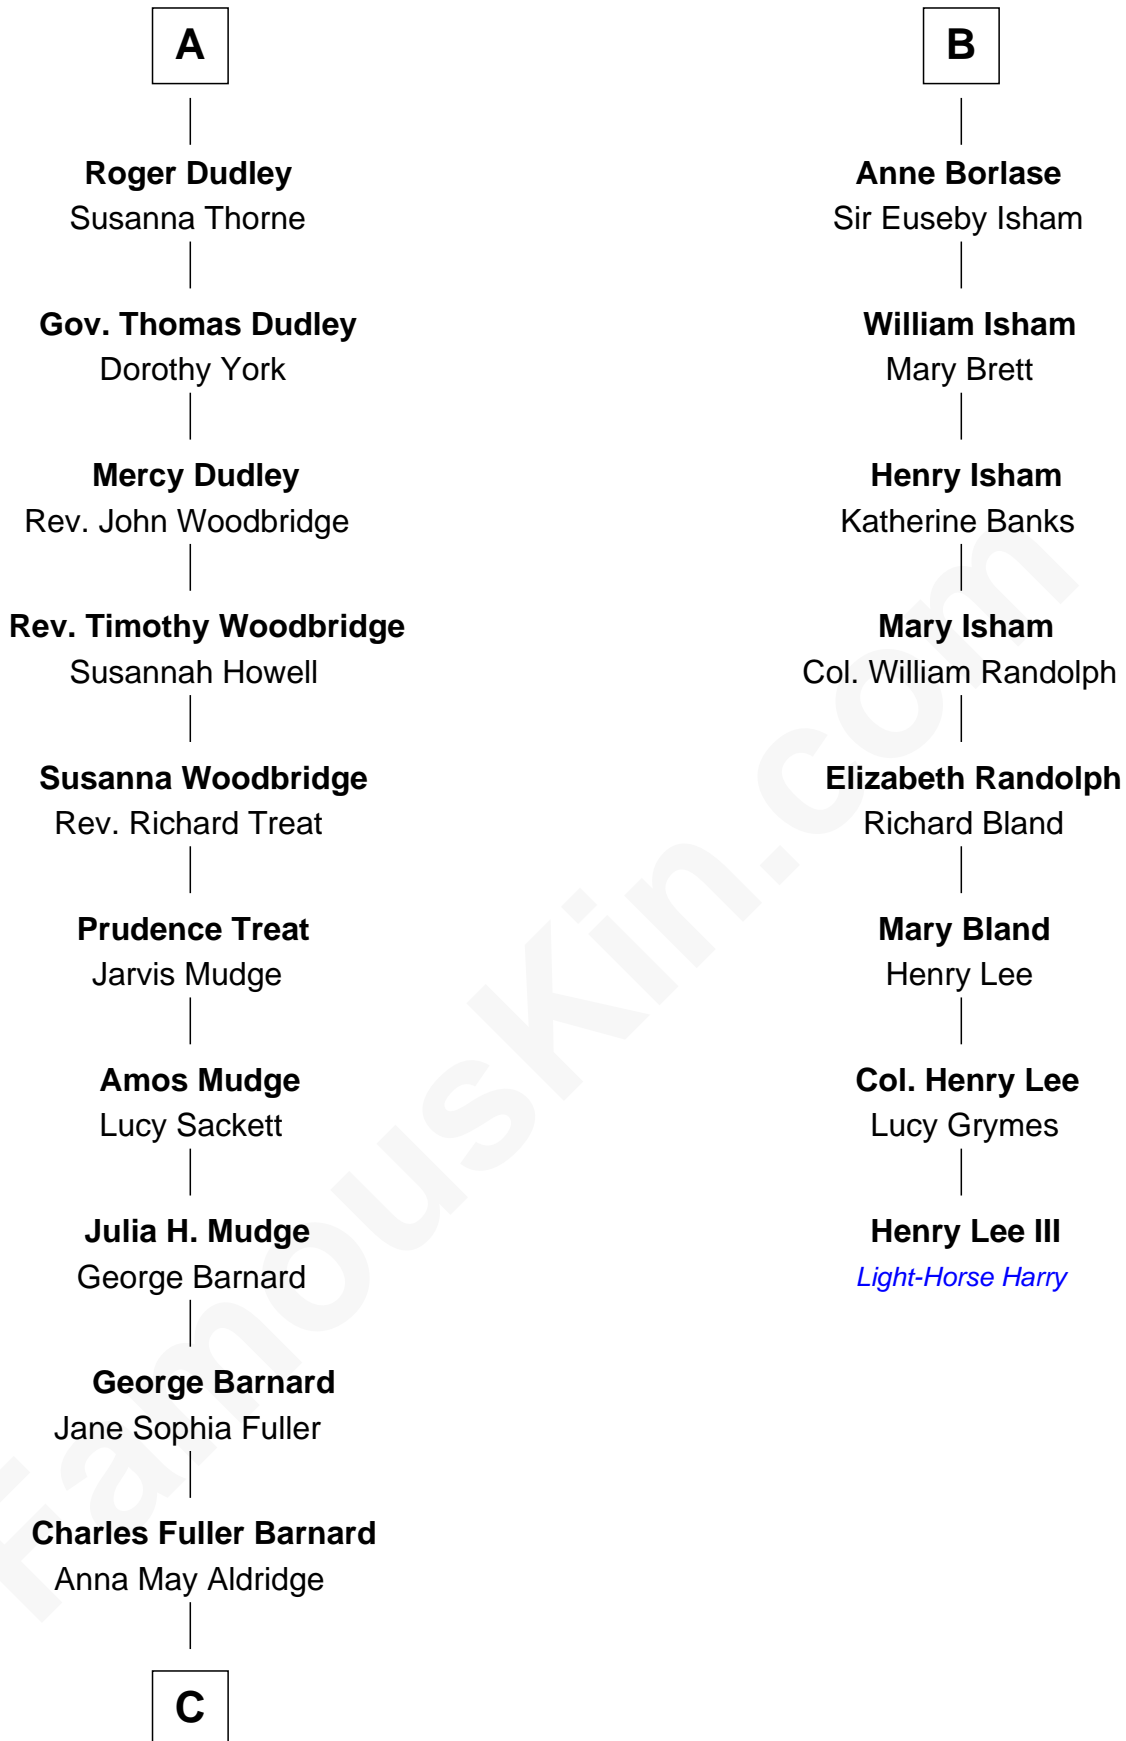 A
Roger Dudley
Susanna Thorne
Gov. Thomas Dudley
Dorothy York
Mercy Dudley
Rev. John Woodbridge
Rev. Timothy Woodbridge
Susannah Howell
Susanna Woodbridge
Rev. Richard Treat
Prudence Treat
Jarvis Mudge
Amos Mudge
Lucy Sackett
Julia H. Mudge
George Barnard
George Barnard
Jane Sophia Fuller
Charles Fuller Barnard
Anna May Aldridge
C
B
Anne Borlase
Sir Euseby Isham
William Isham
Mary Brett
Henry Isham
Katherine Banks
Mary Isham
Col. William Randolph
Elizabeth Randolph
Richard Bland
Mary Bland
Henry Lee
Col. Henry Lee
Lucy Grymes
Henry Lee III
Light-Horse Harry
FamousKin.com